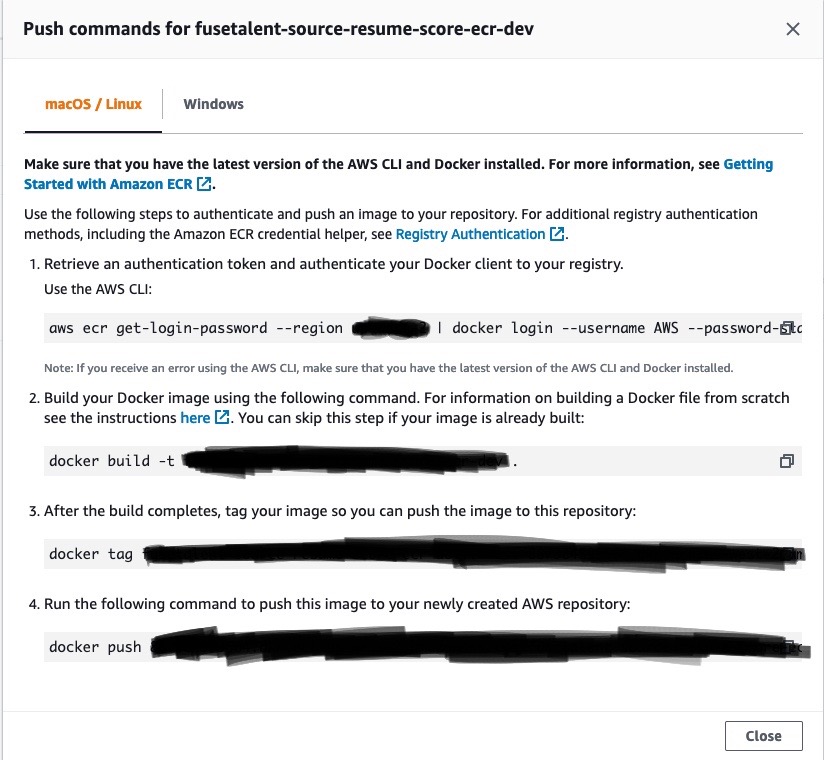 Push commands for fusetalent-source-resume-score-ecr-dev
macOS / Linux
Windows
Make sure that you have the latest version of the AWS CLI and Docker installed. For more information, see Getting
Started with Amazon ECR.
Use the following steps to authenticate and push an image to your repository. For additional registry authentication
methods, including the Amazon ECR credential helper, see Registry Authentication.
1. Retrieve an authentication token and authenticate your Docker client to your registry.
Use the AWS CLI:
aws ecr get-login-password --region | docker login --username AWS --password-
Note: If you receive an error using the AWS CLI, make sure that you have the latest version of the AWS CLI and Docker installed.
2. Build your Docker image using the following command. For information on building a Docker file from scratch
see the instructions here. You can skip this step if your image is already built:
docker build -t .
3. After the build completes, tag your image so you can push the image to this repository:
docker tag
4. Run the following command to push this image to your newly created AWS repository:
docker push
Close